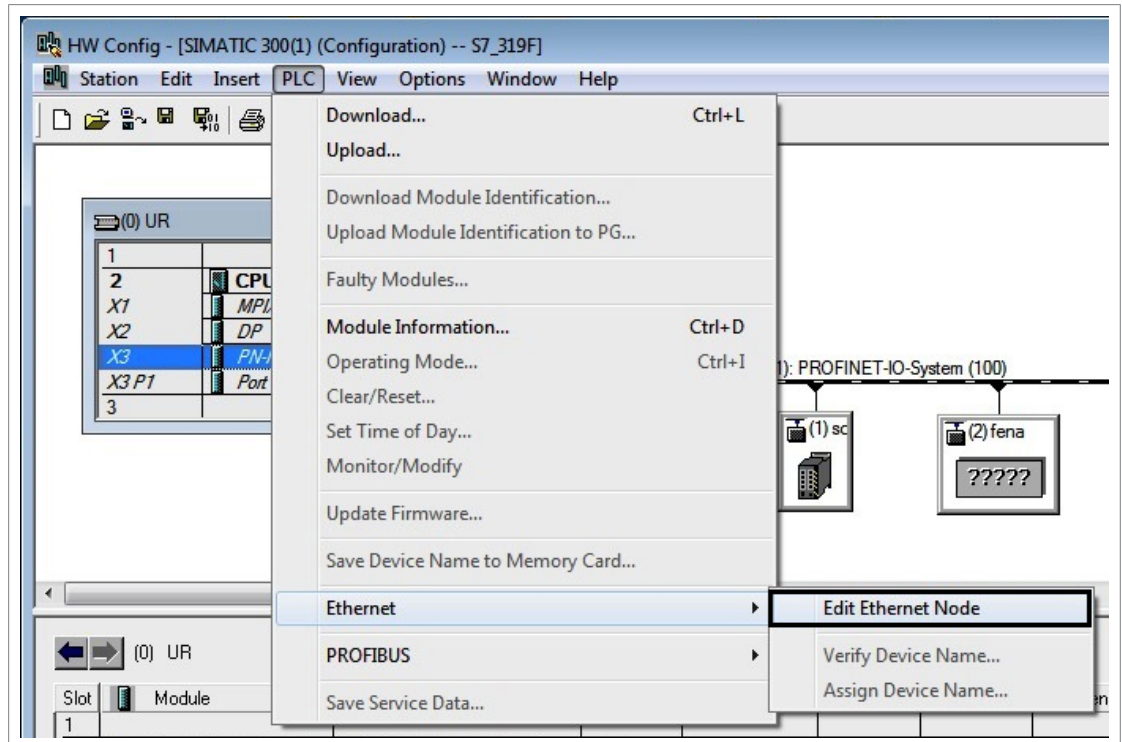 HW Config - [SIMATIC 300(1) (Configuration) -- S7_319F]
Station Edit Insert PLC View Options Window Help
Download... Ctrl+L
Upload...
Download Module Identification...
Upload Module Identification to PG...
Faulty Modules...
Module Information... Ctrl+D
Operating Mode... Ctrl+I
Clear/Reset...
Set Time of Day...
Monitor/Modify
Update Firmware...
Save Device Name to Memory Card...
Ethernet
PROFIBUS
Save Service Data...
Edit Ethernet Node
Verify Device Name...
Assign Device Name...
(0) UR
1
2 CPU
X1 MPI/
X2 DP
X3 PN-I
X3 P1 Port
3
1): PROFINET-IO-System (100)
(1) sc
(2) fena
?????
(0) UR
Slot Module
1